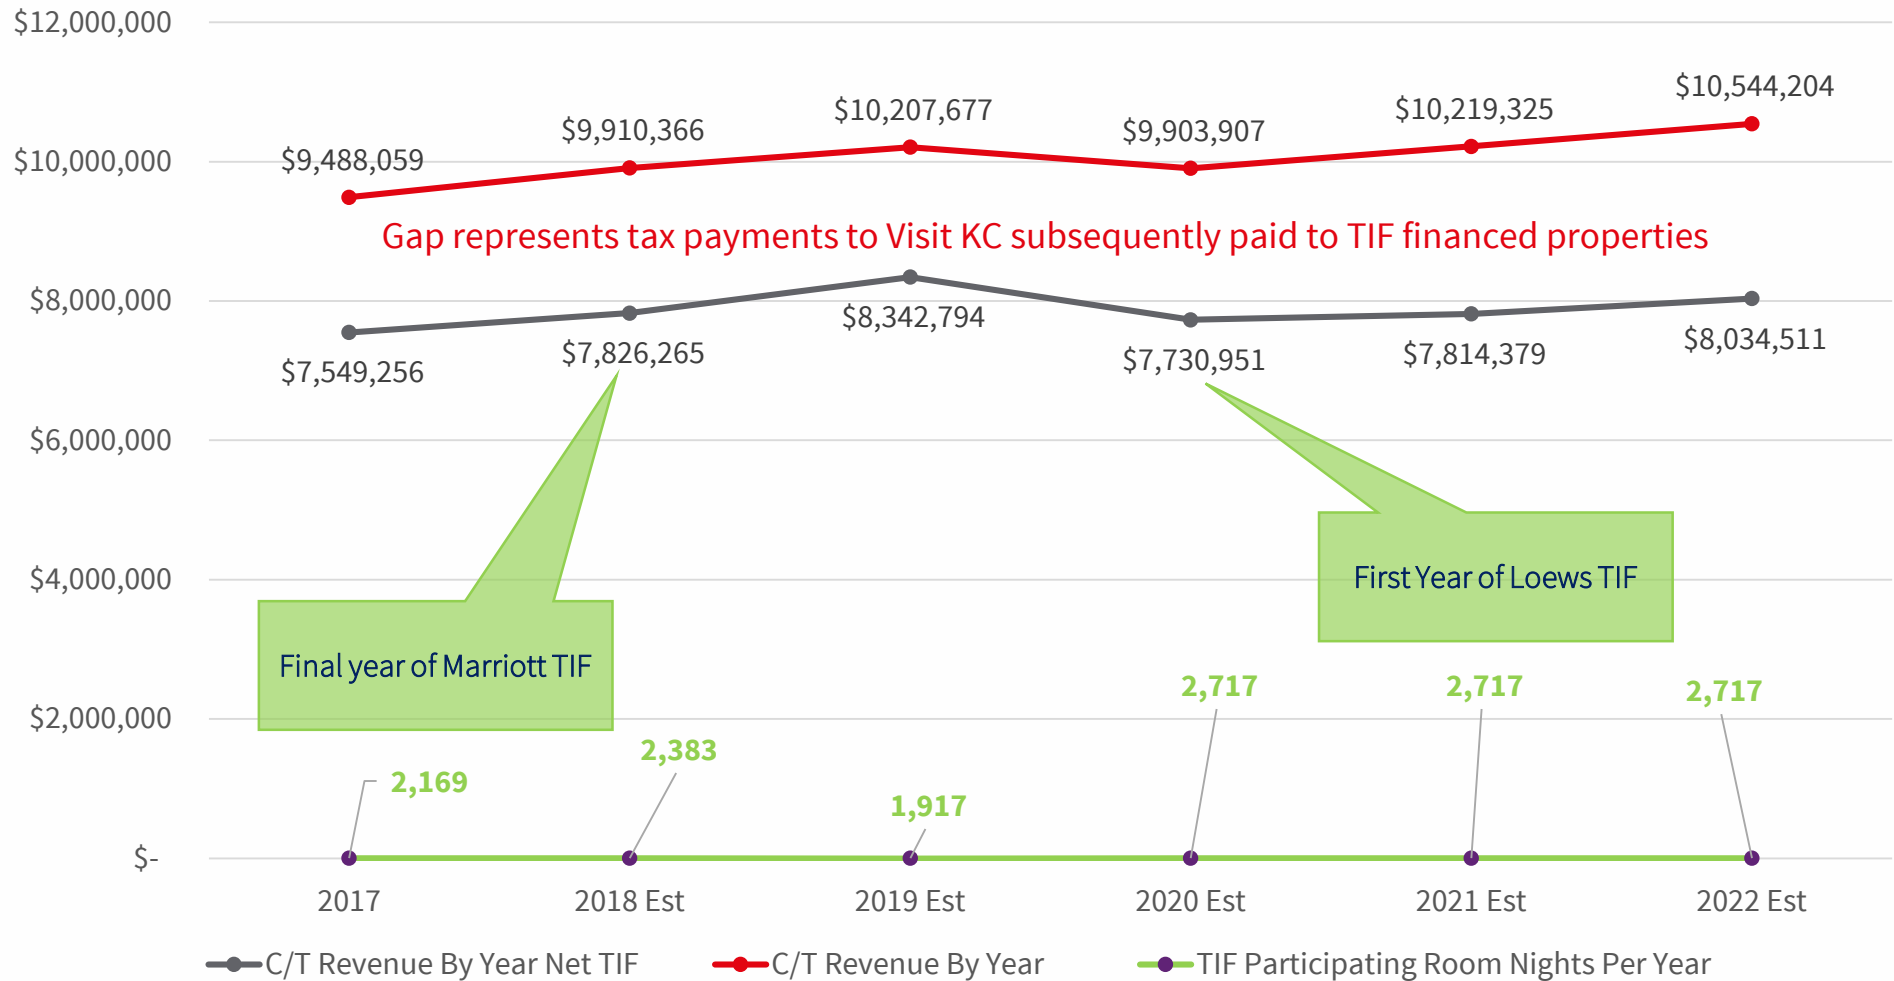 $12,000,000
$10,544,204
$10,207,677
$10,219,325
$9,910,366
$9,903,907
$10,000,000
$9,488,059
Gap represents tax payments to Visit KC subsequently paid to TIF financed properties
$8,000,000
$8,342,794
$8,034,511
$7,826,265
$7,730,951
$7,814,379
$7,549,256
$6,000,000
$4,000,000
First Year of Loews TIF
Final year of Marriott TIF
$2,000,000
2,717
2,717
2,717
2,383
2,169
1,917
$-
2017
2018 Est
2019 Est
2020 Est
2021 Est
2022 Est
C/T Revenue By Year Net TIF
C/T Revenue By Year
TIF Participating Room Nights Per Year